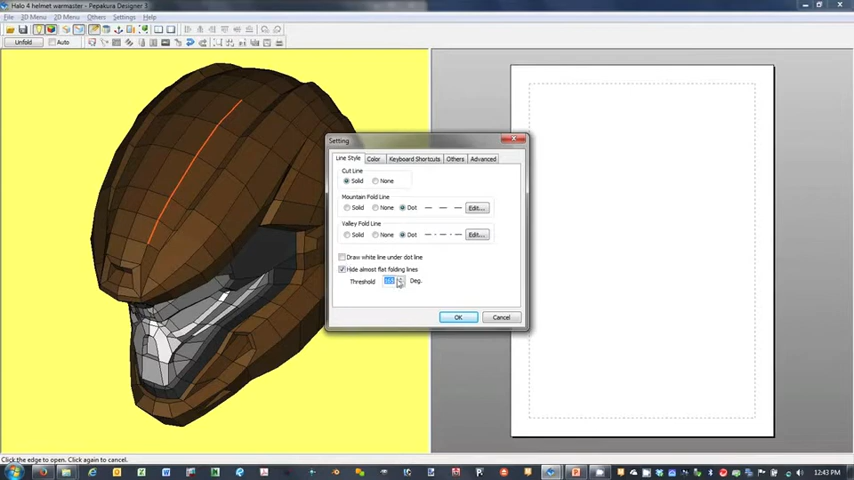 Halo 4 helmet warmaster - Pepakura Designer 3
File 3D Menu 2D Menu Others Settings Help
Unfold Auto
Setting
Line Style Color Keyboard Shortcuts Others Advanced
Cut Line
Solid None
Mountain Fold Line
Solid None Dot Edit...
Valley Fold Line
Solid None Dot Edit...
Draw white line under dot line
Hide almost flat folding lines
Threshold Deg.
OK Cancel
Click the edge to open. Click again to cancel.
12:43 PM